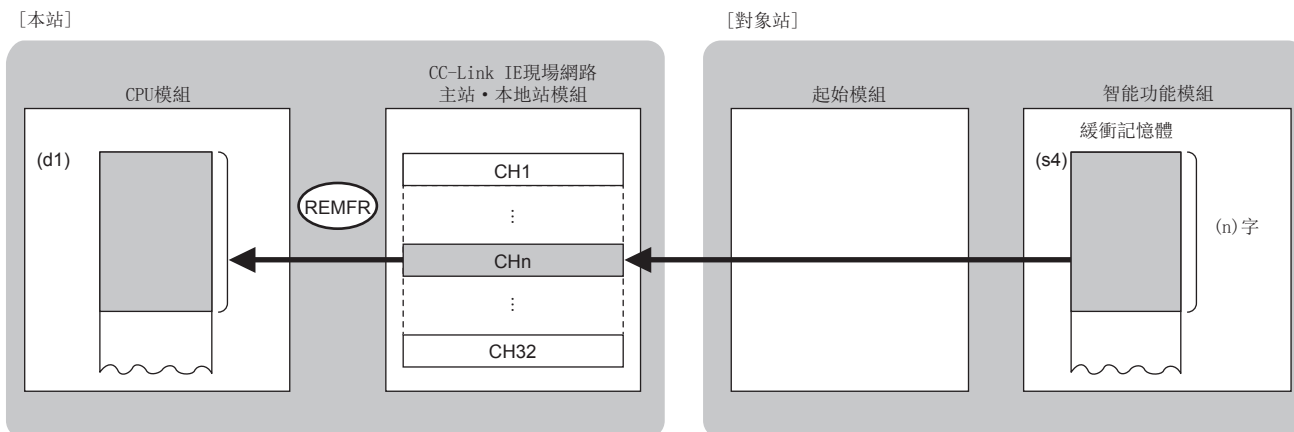 [本站]
CPU模組
(d1)
REMFR
CC-Link IE現場網路
主站・本地站模組
CH1
⋮
CHn
⋮
CH32
[對象站]
起始模組
智能功能模組
緩衝記憶體
(s4)
(n)字